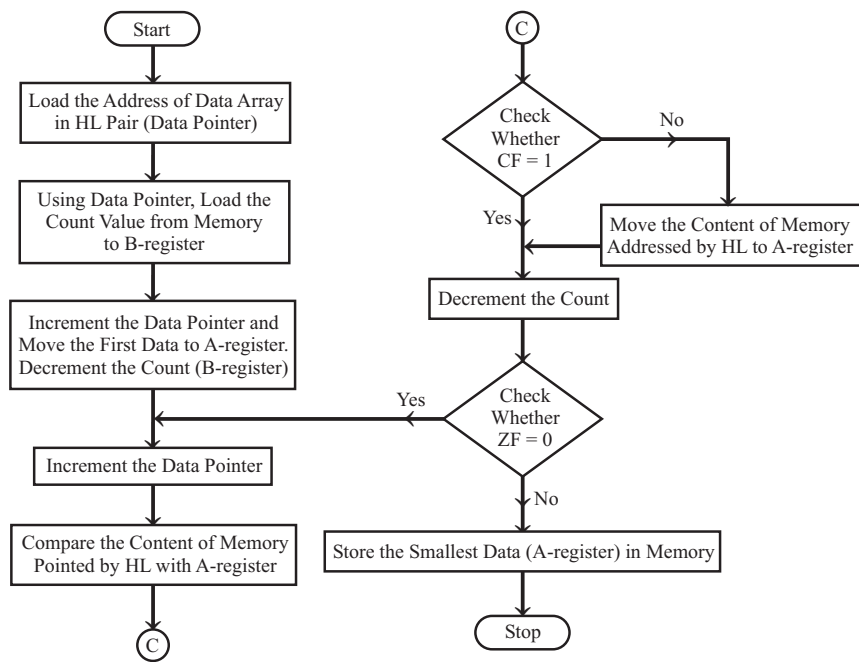 Start
Load the Address of Data Array
in HL Pair (Data Pointer)
Using Data Pointer, Load the
Count Value from Memory
to B-register
Increment the Data Pointer and
Move the First Data to A-register.
Decrement the Count (B-register)
Increment the Data Pointer
Compare the Content of Memory
Pointed by HL with A-register
C
C
Check
Whether
CF = 1
No
Move the Content of Memory
Addressed by HL to A-register
Yes
Decrement the Count
Check
Whether
ZF = 0
Yes
No
Store the Smallest Data (A-register) in Memory
Stop